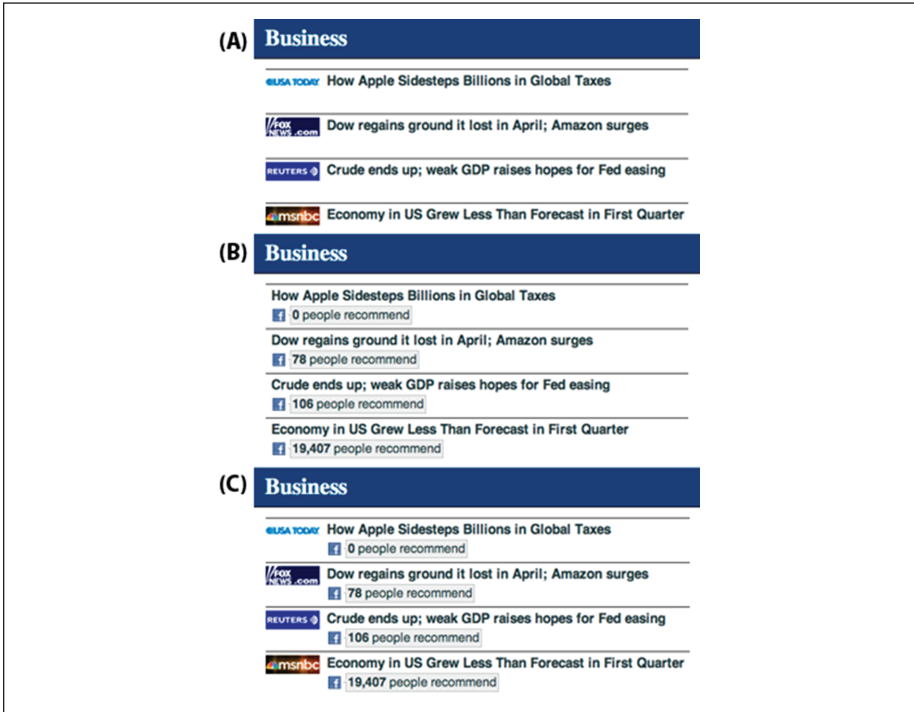 (A) Business
USA TODAY How Apple Sidesteps Billions in Global Taxes
FOX NEWS.com Dow regains ground it lost in April; Amazon surges
REUTERS Crude ends up; weak GDP raises hopes for Fed easing
msnbc Economy in US Grew Less Than Forecast in First Quarter
(B) Business
How Apple Sidesteps Billions in Global Taxes
f 0 people recommend
Dow regains ground it lost in April; Amazon surges
f 78 people recommend
Crude ends up; weak GDP raises hopes for Fed easing
f 106 people recommend
Economy in US Grew Less Than Forecast in First Quarter
f 19,407 people recommend
(C) Business
USA TODAY How Apple Sidesteps Billions in Global Taxes
f 0 people recommend
FOX NEWS.com Dow regains ground it lost in April; Amazon surges
f 78 people recommend
REUTERS Crude ends up; weak GDP raises hopes for Fed easing
f 106 people recommend
msnbc Economy in US Grew Less Than Forecast in First Quarter
f 19,407 people recommend